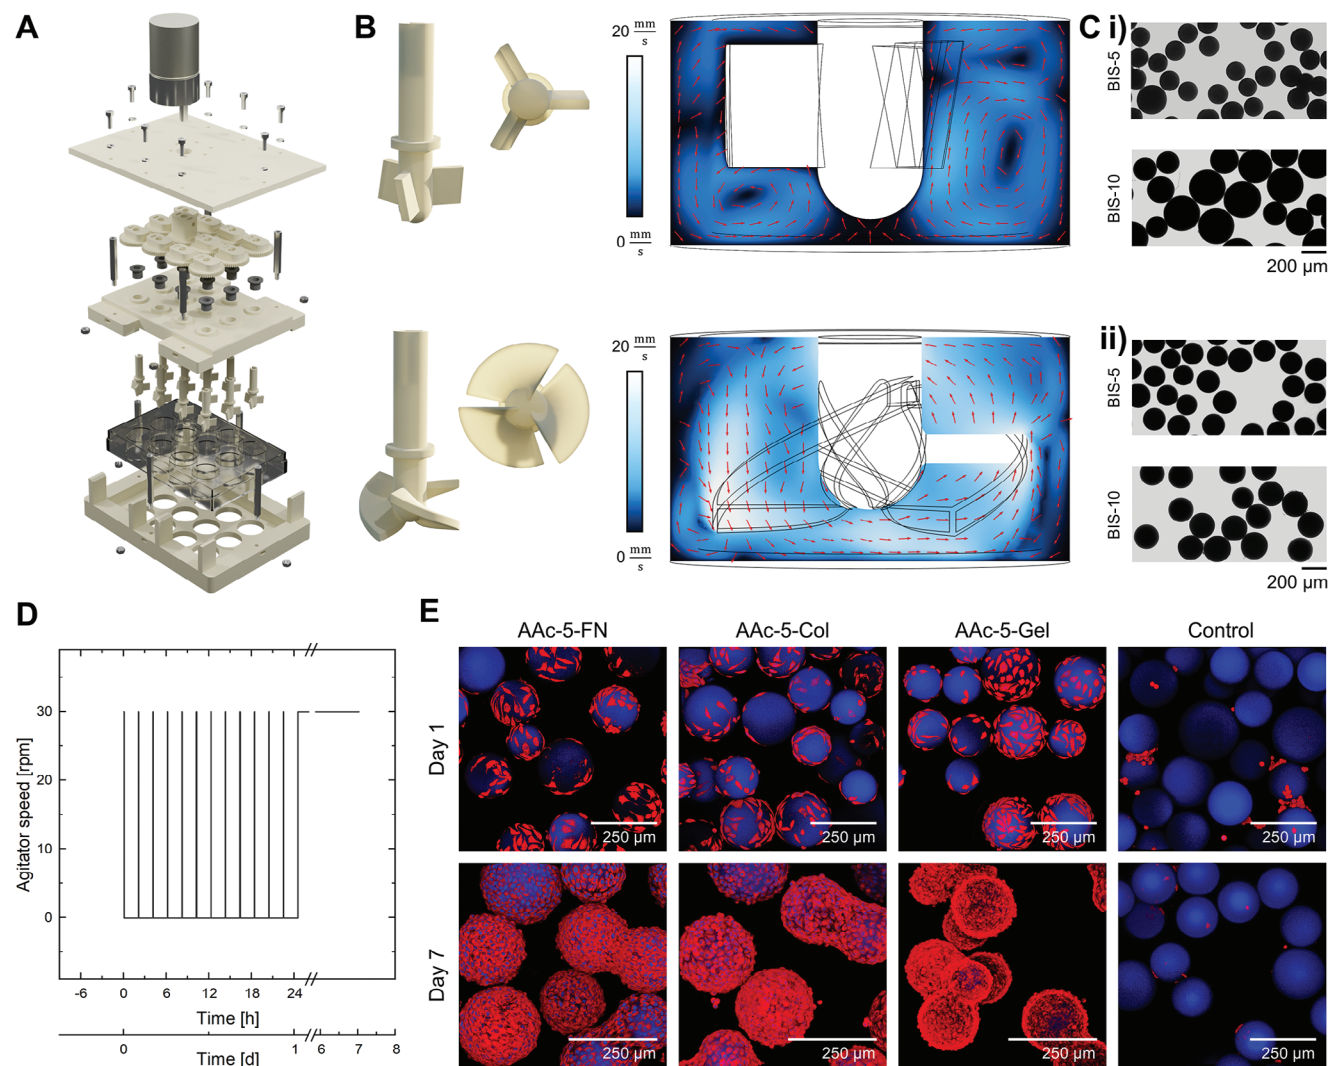 A
B
20 mm/s
0 mm/s
20 mm/s
0 mm/s
C i)
BIS-5
BIS-10
200 µm
ii)
BIS-5
BIS-10
200 µm
D
Agitator speed [rpm]
30
20
10
0
-6 0 6 12 18 24
Time [h]
0 1 6 7 8
Time [d]
E
AAc-5-FN AAc-5-Col AAc-5-Gel Control
Day 1
250 µm 250 µm 250 µm 250 µm
Day 7
250 µm 250 µm 250 µm 250 µm